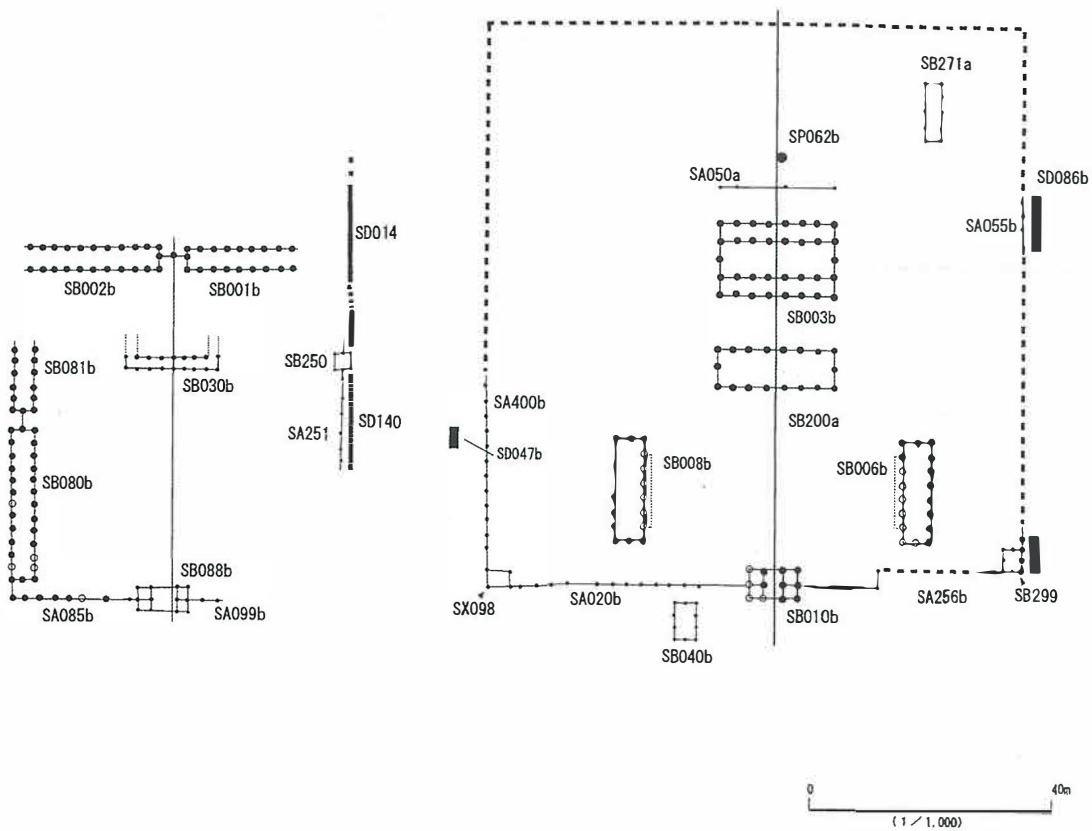 SB271a
SP062b
SA050a
SD086b
SA055b
SD014
SB002b
SB001b
SB003b
SB081b
SB250
SB030b
SA400b
SA251
SD140
SB200a
SD047b
SB008b
SB006b
SB080b
SB088b
SA085b
SA099b
SX098
SA020b
SB010b
SA256b
SB299
SB040b
0
40m
(1/1,000)